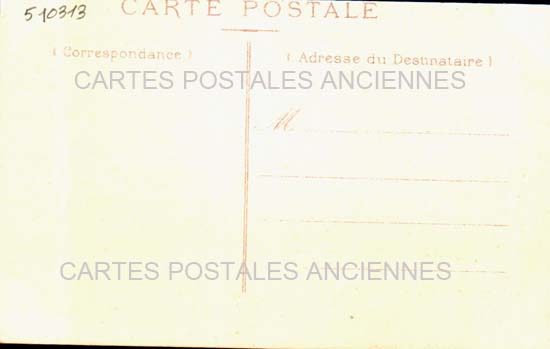 510313
CARTE POSTALE
( Correspondance )
( Adresse du Destinataire )
CARTES POSTALES ANCIENNES
M
CARTES POSTALES ANCIENNES